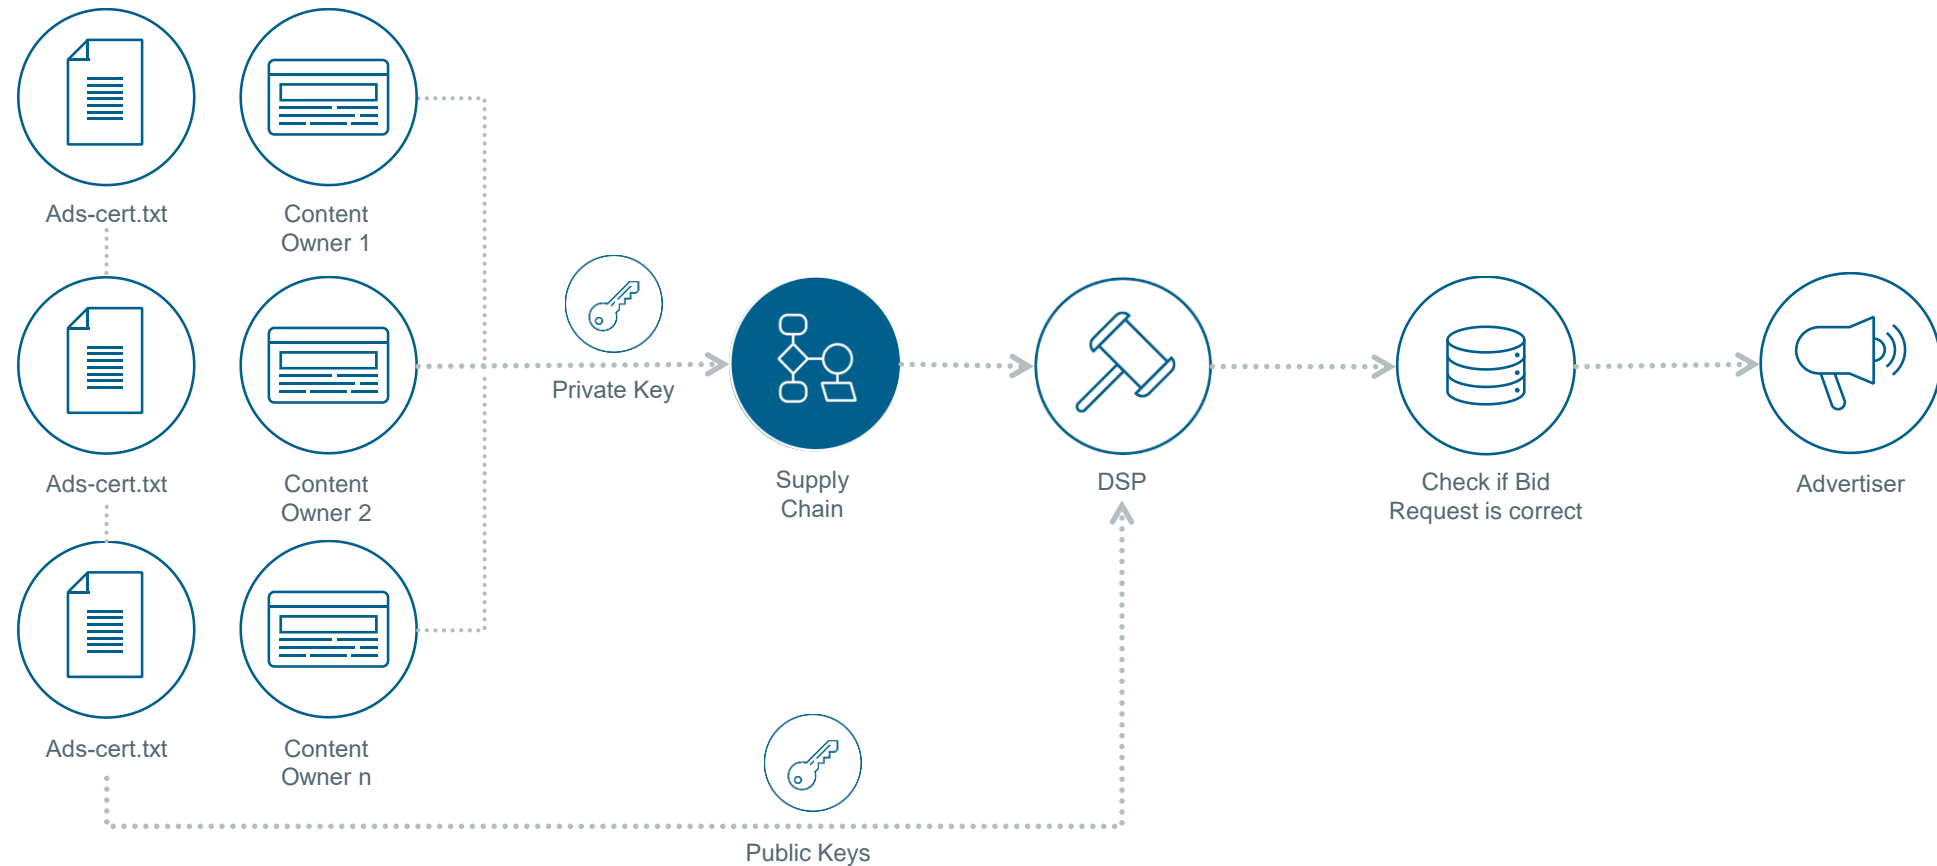 Ads-cert.txt
Content
Owner 1
Ads-cert.txt
Content
Owner 2
Ads-cert.txt
Content
Owner n
Private Key
Supply
Chain
DSP
Check if Bid
Request is correct
Advertiser
Public Keys